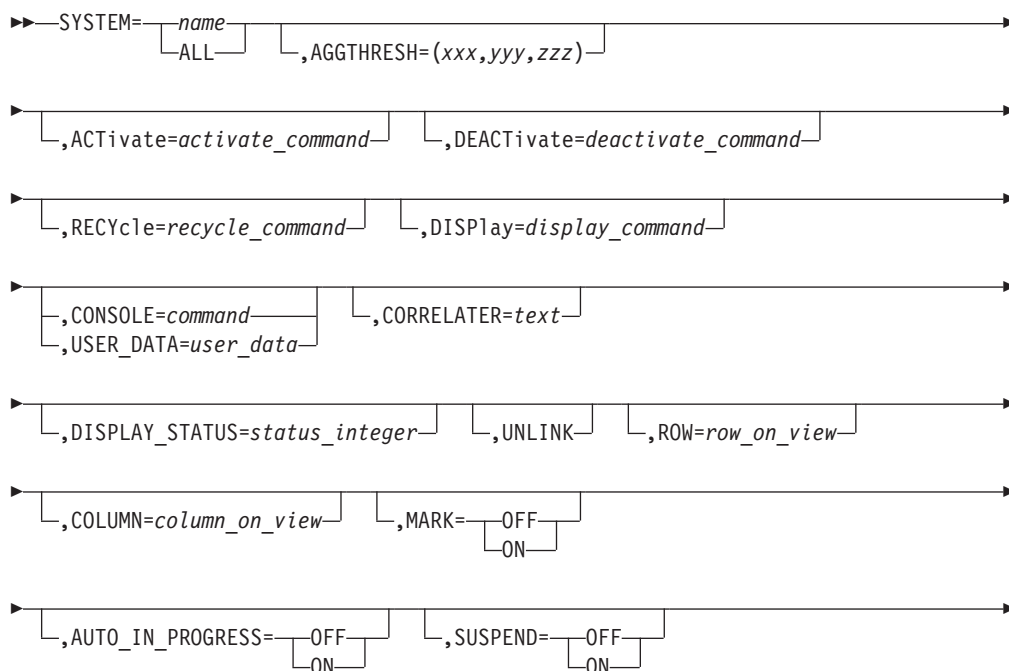 SYSTEM= name
ALL ,AGGTHRESH=(xxx,yyy,zzz)
,ACTivate=activate_command ,DEACTivate=deactivate_command
,RECYcle=recycle_command ,DISPlay=display_command
,CONSOLE=command ,CORRELATER=text
,USER_DATA=user_data
,DISPLAY_STATUS=status_integer ,UNLINK ,ROW=row_on_view
,COLUMN=column_on_view ,MARK= OFF
ON
,AUTO_IN_PROGRESS= OFF ,SUSPEND= OFF
ON ON